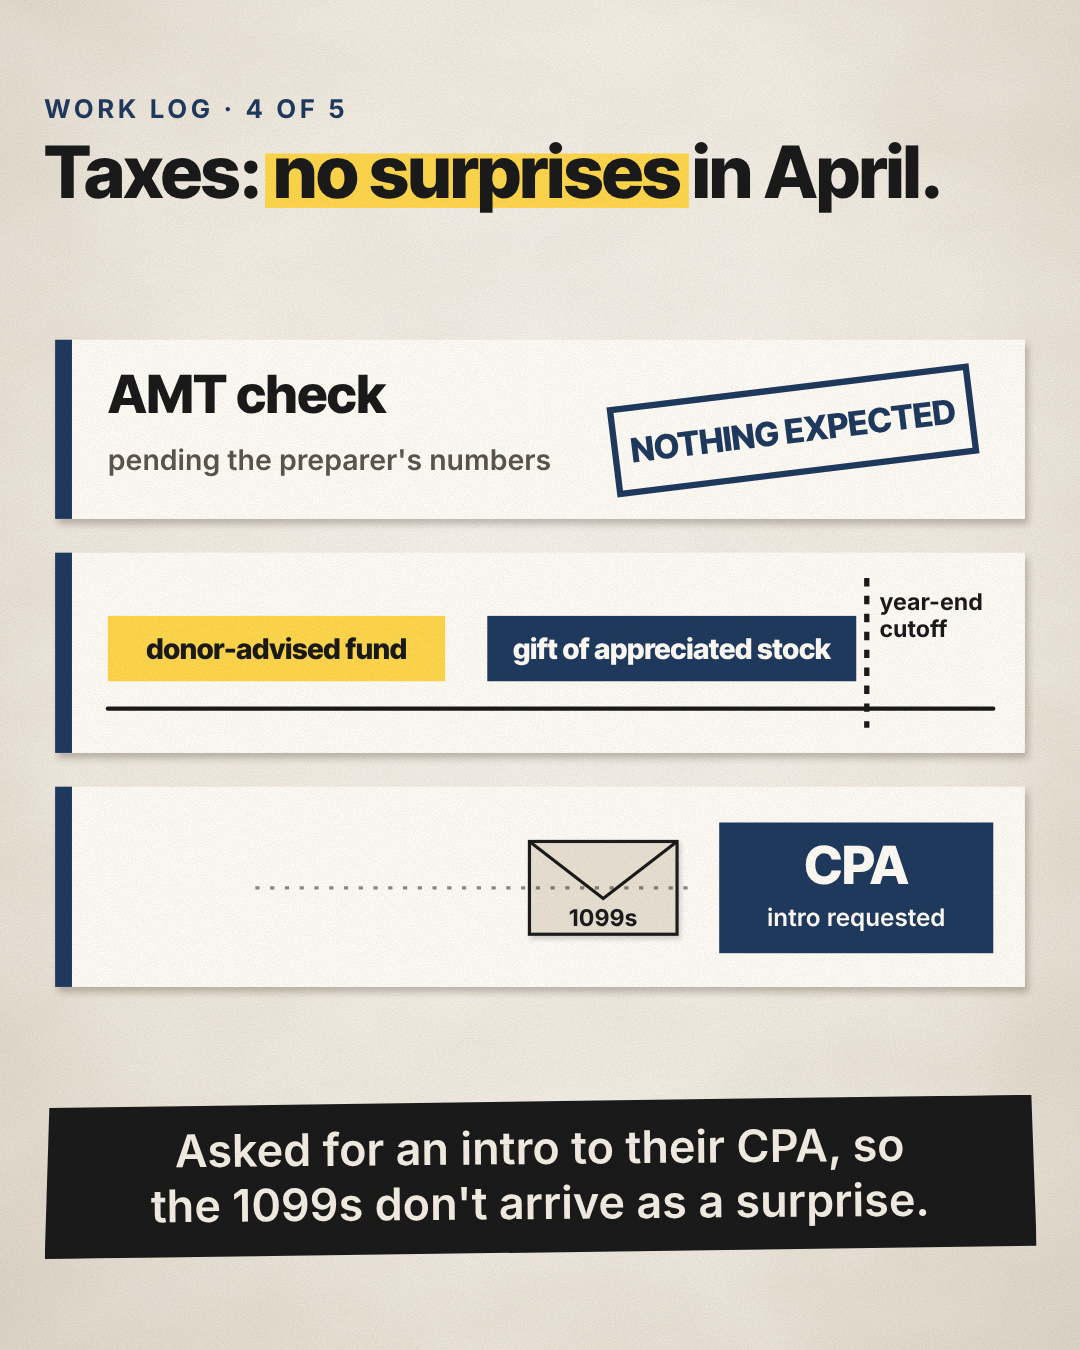 WORK LOG · 4 OF 5
Taxes: no surprises in April.
AMT check
pending the preparer's numbers
NOTHING EXPECTED
donor-advised fund
gift of appreciated stock
year-end
cutoff
1099s
CPA
intro requested
Asked for an intro to their CPA, so
the 1099s don't arrive as a surprise.